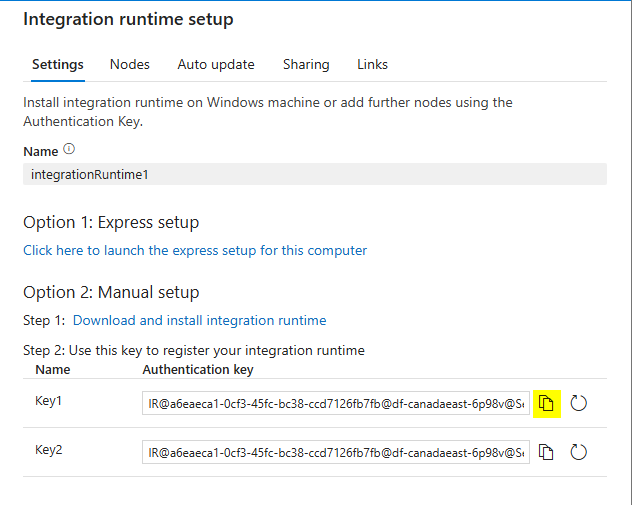 Integration runtime setup
Settings Nodes Auto update Sharing Links
Install integration runtime on Windows machine or add further nodes using the
Authentication Key.
Name
integrationRuntime1
Option 1: Express setup
Click here to launch the express setup for this computer
Option 2: Manual setup
Step 1: Download and install integration runtime
Step 2: Use this key to register your integration runtime
Name Authentication key
Key1 IR@a6eaeca1-0cf3-45fc-bc38-ccd7126fb7fb@df-canadaeast-6p98v@Se
Key2 IR@a6eaeca1-0cf3-45fc-bc38-ccd7126fb7fb@df-canadaeast-6p98v@Se